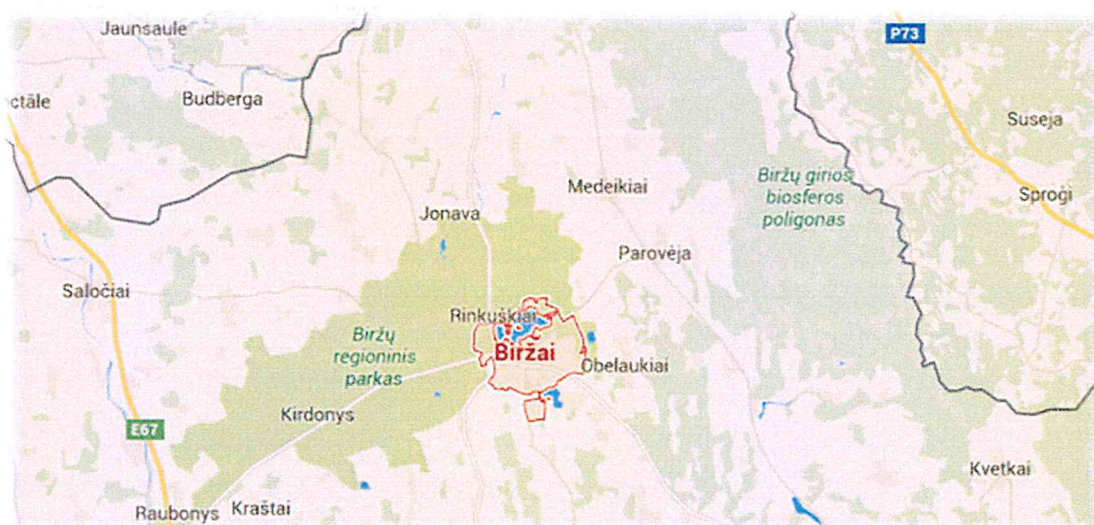 Jaunsaule
P73
ctāle
Budberga
Suseja
Biržų girios
biosferos
poligonas
Medeikiai
Sprogi
Jonava
Parovėja
Saločiai
Rinkuškiai
Biržų
regioninis
parkas
Biržai
Obelaukiai
Kirdonys
E67
Kvetkai
Raubonys
Kraštai